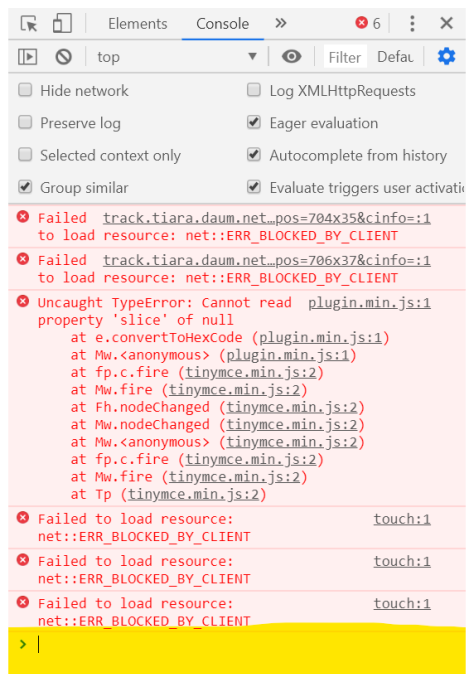 Elements Console » 6
top Filter Defau
Hide network Log XMLHttpRequests
Preserve log Eager evaluation
Selected context only Autocomplete from history
Group similar Evaluate triggers user activati
Failed track.tiara.daum.net…pos=704x35&cinfo=:1
to load resource: net::ERR_BLOCKED_BY_CLIENT
Failed track.tiara.daum.net…pos=706x37&cinfo=:1
to load resource: net::ERR_BLOCKED_BY_CLIENT
Uncaught TypeError: Cannot read plugin.min.js:1
property 'slice' of null
at e.convertToHexCode (plugin.min.js:1)
at Mw.<anonymous> (plugin.min.js:1)
at fp.c.fire (tinymce.min.js:2)
at Mw.fire (tinymce.min.js:2)
at Fh.nodeChanged (tinymce.min.js:2)
at Mw.nodeChanged (tinymce.min.js:2)
at Mw.<anonymous> (tinymce.min.js:2)
at fp.c.fire (tinymce.min.js:2)
at Mw.fire (tinymce.min.js:2)
at Tp (tinymce.min.js:2)
Failed to load resource: touch:1
net::ERR_BLOCKED_BY_CLIENT
Failed to load resource: touch:1
net::ERR_BLOCKED_BY_CLIENT
Failed to load resource: touch:1
net::ERR_BLOCKED_BY_CLIENT
>